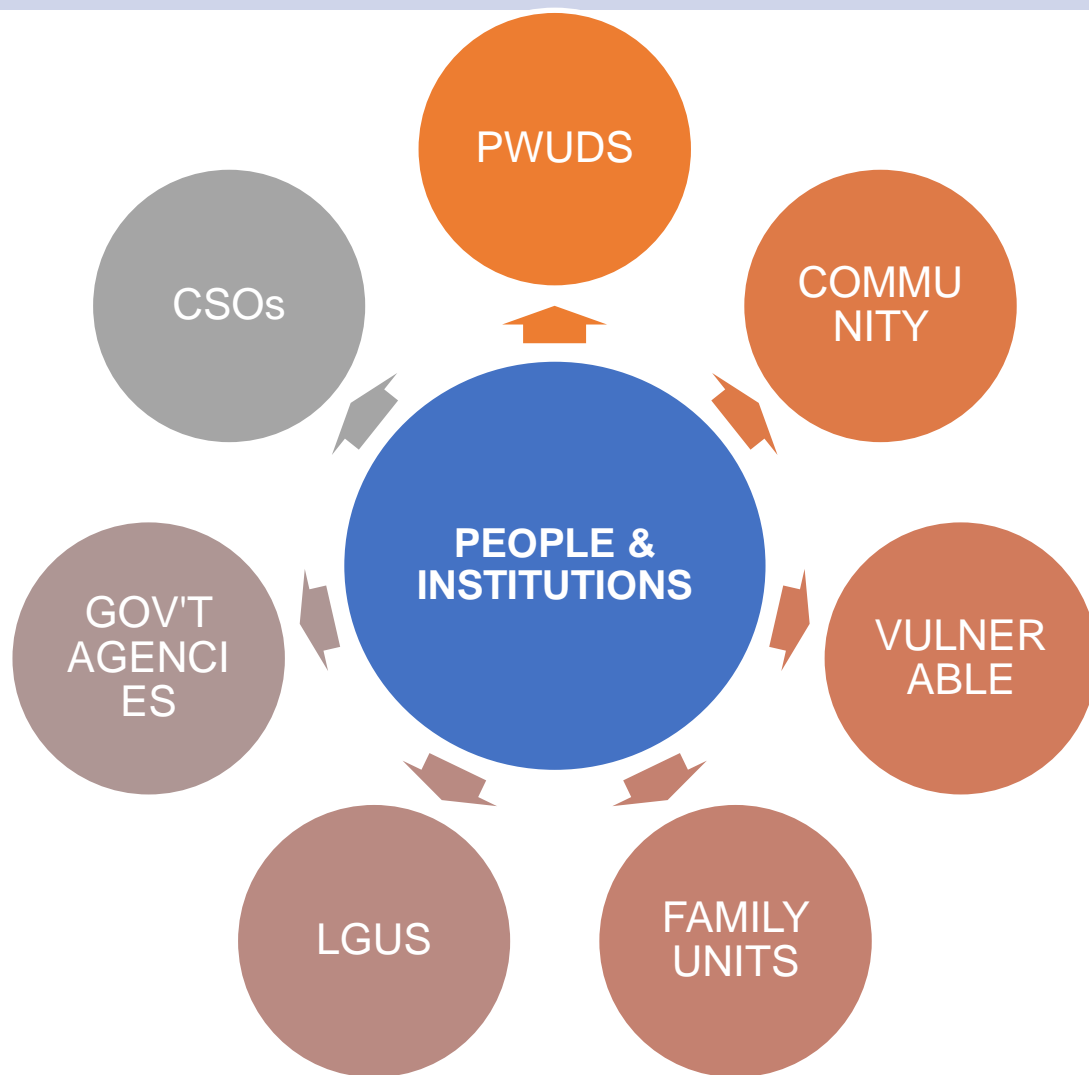 PWUDS
COMMU
NITY
VULNER
ABLE
FAMILY
UNITS
LGUS
GOV'T
AGENCI
ES
CSOs
PEOPLE &
INSTITUTIONS